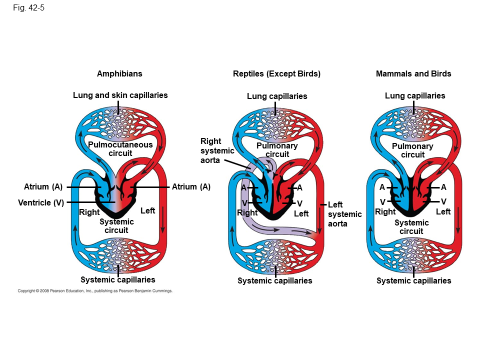 Fig. 42-5
Amphibians
Lung and skin capillaries
Pulmocutaneous
circuit
Atrium (A)
Atrium (A)
Ventricle (V)
Right
Left
Systemic
circuit
Systemic capillaries
Reptiles (Except Birds)
Lung capillaries
Right
systemic
aorta
Pulmonary
circuit
A
A
V
V
Right
Left
Left
systemic
aorta
Systemic capillaries
Mammals and Birds
Lung capillaries
Pulmonary
circuit
A
A
V
V
Right
Left
Systemic
circuit
Systemic capillaries
Copyright © 2008 Pearson Education, Inc., publishing as Pearson Benjamin Cummings.